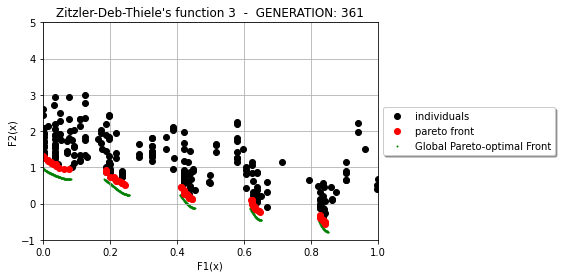 Zitzler-Deb-Thiele's function 3 - GENERATION: 361
5
4
3
2
1
0
−1
F2(x)
0.0 0.2 0.4 0.6 0.8 1.0
F1(x)
individuals
pareto front
Global Pareto-optimal Front